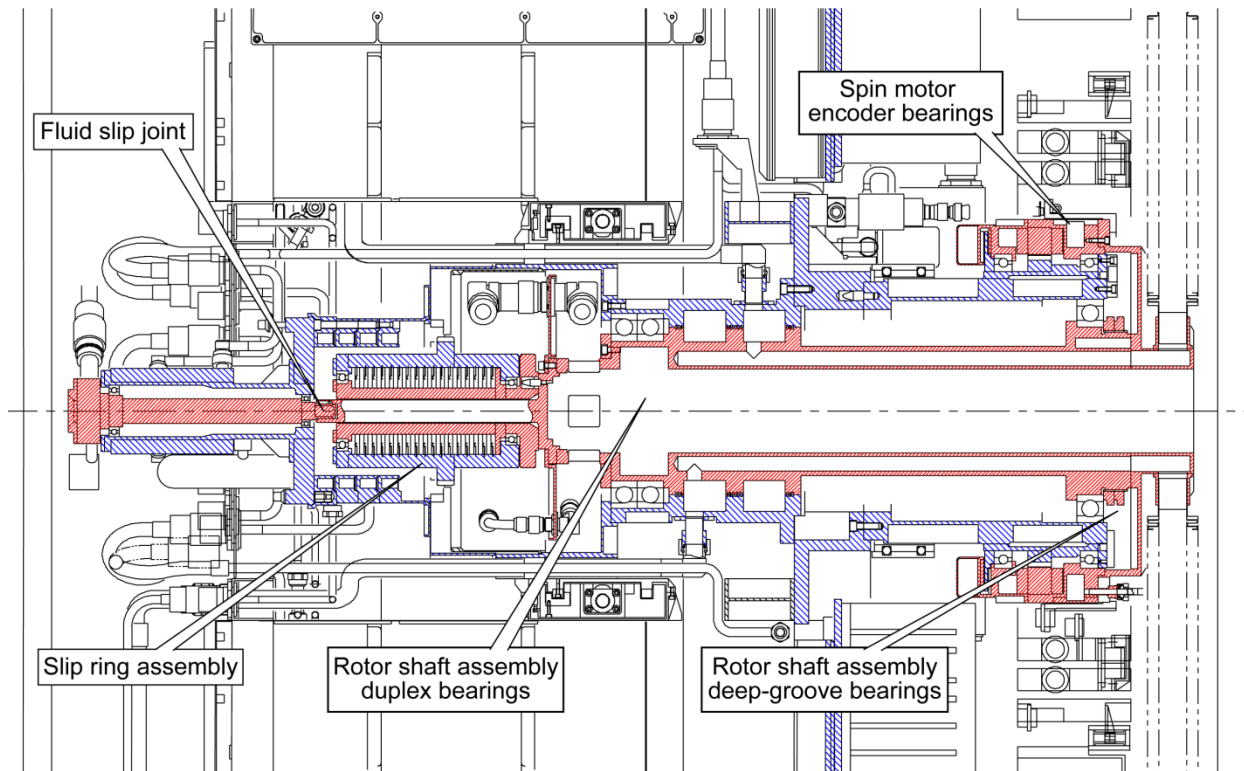 Spin motor
encoder bearings
Fluid slip joint
Slip ring assembly
Rotor shaft assembly
duplex bearings
Rotor shaft assembly
deep-groove bearings